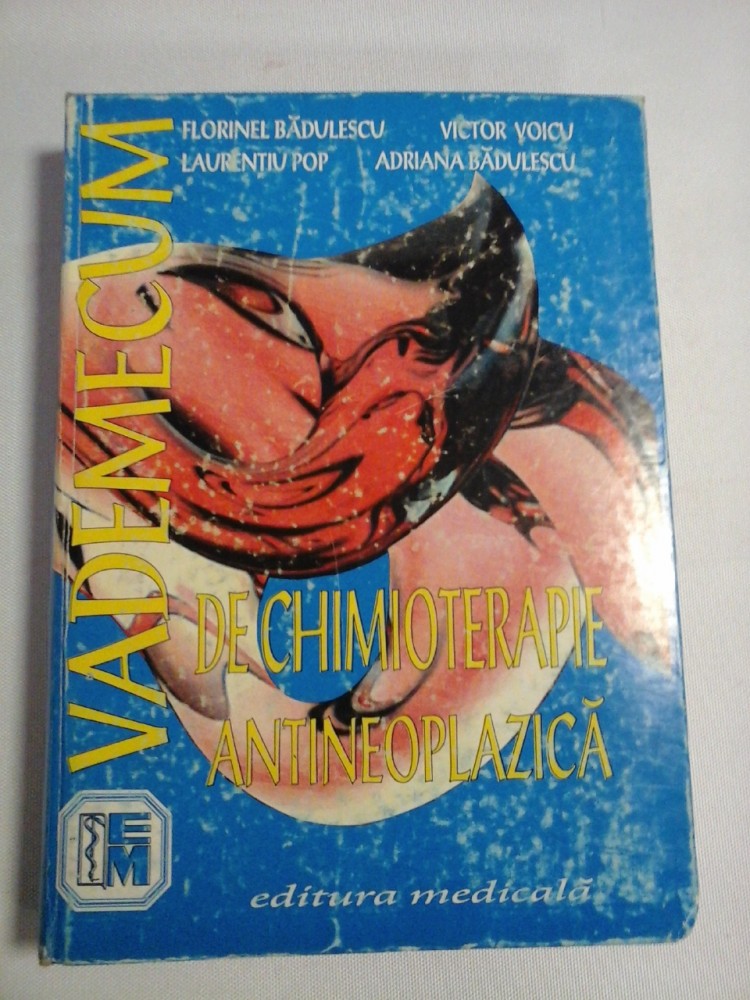 FLORINEL BĂDULESCU VICTOR VOICU
LAURENȚIU POP ADRIANA BĂDULESCU
VADEMECUM
DE CHIMIOTERAPIE
ANTINEOPLAZICĂ
EM
editura medicală